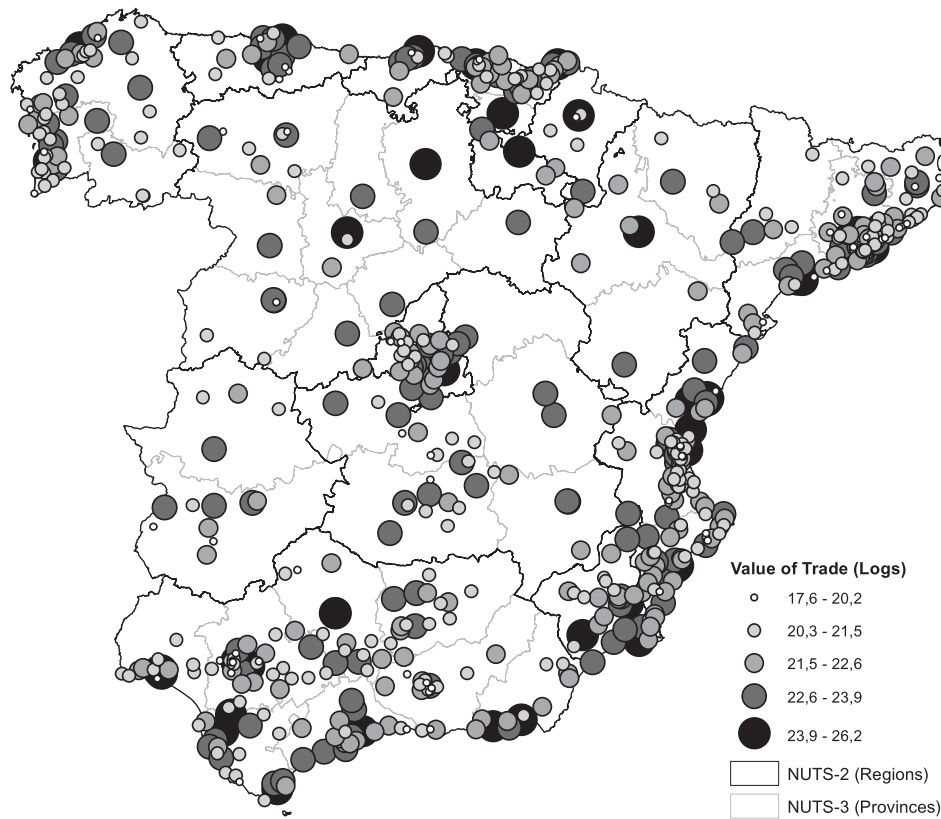 Value of Trade (Logs)
17,6 - 20,2
20,3 - 21,5
21,5 - 22,6
22,6 - 23,9
23,9 - 26,2
NUTS-2 (Regions)
NUTS-3 (Provinces)